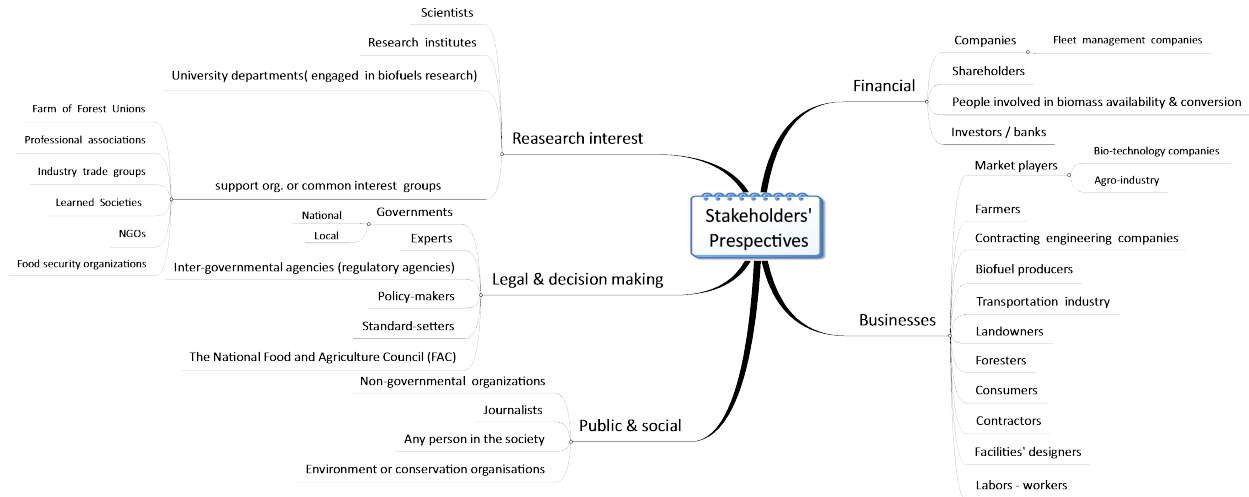 Stakeholders'
Prespectives
Reasearch interest
Scientists
Research institutes
University departments( engaged in biofuels research)
support org. or common interest groups
Farm of Forest Unions
Professional associations
Industry trade groups
Learned Societies
NGOs
Food security organizations
Legal & decision making
Governments
National
Local
Experts
Inter-governmental agencies (regulatory agencies)
Policy-makers
Standard-setters
The National Food and Agriculture Council (FAC)
Public & social
Non-governmental organizations
Journalists
Any person in the society
Environment or conservation organisations
Financial
Companies
Fleet management companies
Shareholders
People involved in biomass availability & conversion
Investors / banks
Businesses
Market players
Bio-technology companies
Agro-industry
Farmers
Contracting engineering companies
Biofuel producers
Transportation industry
Landowners
Foresters
Consumers
Contractors
Facilities' designers
Labors - workers